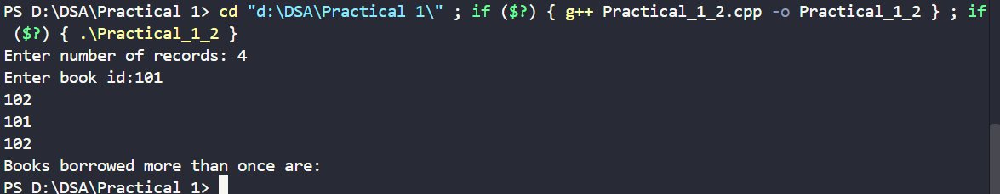 PS D:\DSA\Practical 1> cd "d:\DSA\Practical 1\" ; if ($?) { g++ Practical_1_2.cpp -o Practical_1_2 } ; if
 ($?) { .\Practical_1_2 }
Enter number of records: 4
Enter book id:101
102
101
102
Books borrowed more than once are:
PS D:\DSA\Practical 1>